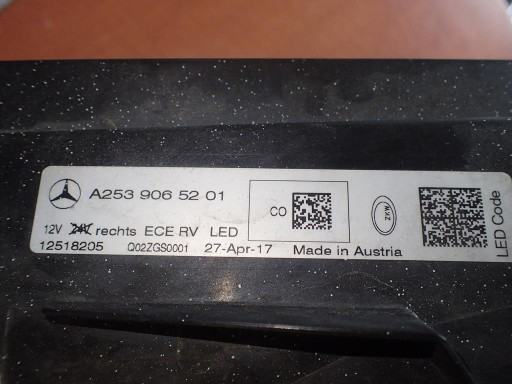 A253 906 52 01
CO
ZKW
LED Code
12V 24V rechts ECE RV LED
12518205 Q02ZGS0001 27-Apr-17 Made in Austria